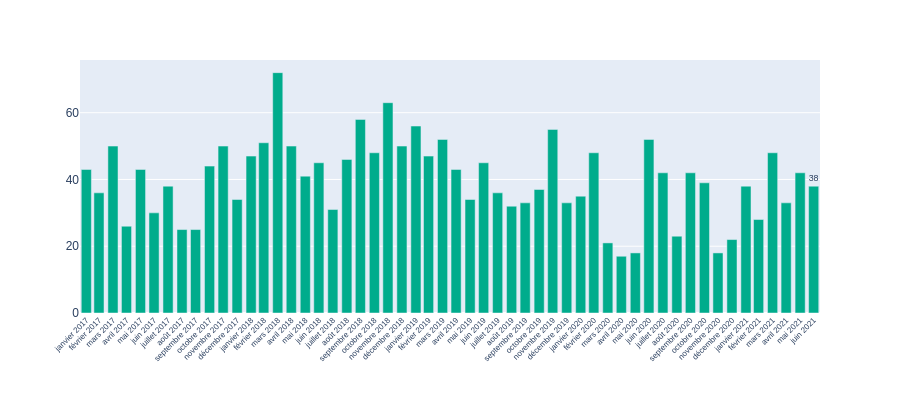 60
40
20
0
38
janvier 2017
février 2017
mars 2017
avril 2017
mai 2017
juin 2017
juillet 2017
août 2017
septembre 2017
octobre 2017
novembre 2017
décembre 2017
janvier 2018
février 2018
mars 2018
avril 2018
mai 2018
juin 2018
juillet 2018
août 2018
septembre 2018
octobre 2018
novembre 2018
décembre 2018
janvier 2019
février 2019
mars 2019
avril 2019
mai 2019
juin 2019
juillet 2019
août 2019
septembre 2019
octobre 2019
novembre 2019
décembre 2019
janvier 2020
février 2020
mars 2020
avril 2020
mai 2020
juin 2020
juillet 2020
août 2020
septembre 2020
octobre 2020
novembre 2020
décembre 2020
janvier 2021
février 2021
mars 2021
avril 2021
mai 2021
juin 2021